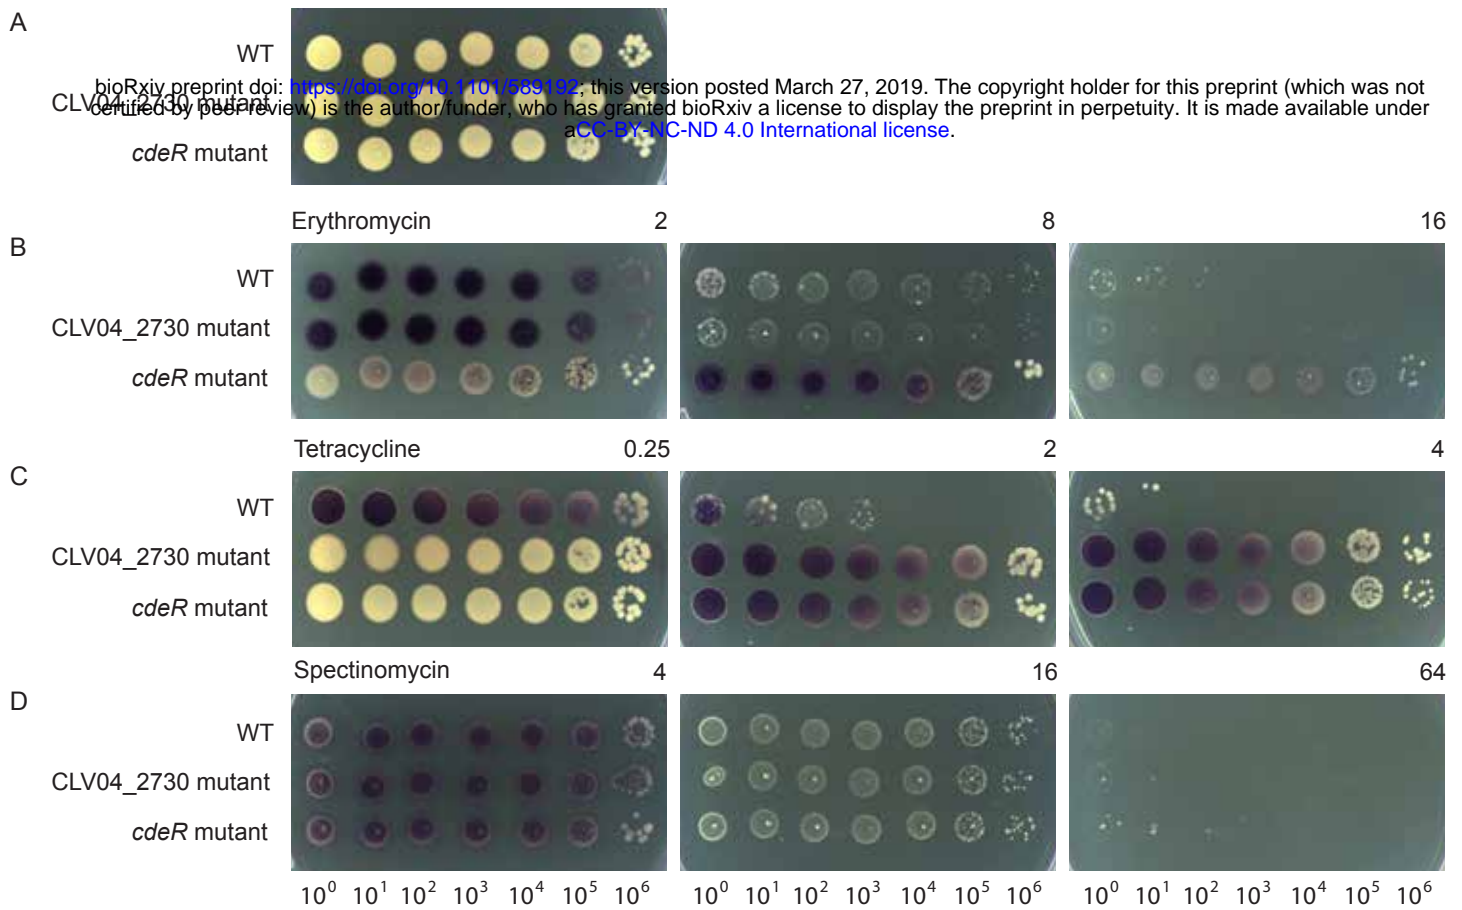 A
WT
bioRxiv preprint doi: https://doi.org/10.1101/589192; this version posted March 27, 2019. The copyright holder for this preprint (which was not
CLV04_2730 mutant
certified by peer review) is the author/funder, who has granted bioRxiv a license to display the preprint in perpetuity. It is made available under
aCC-BY-NC-ND 4.0 International license.
cdeR mutant
Erythromycin 2 8 16
B
WT
CLV04_2730 mutant
cdeR mutant
Tetracycline 0.25 2 4
C
WT
CLV04_2730 mutant
cdeR mutant
Spectinomycin 4 16 64
D
WT
CLV04_2730 mutant
cdeR mutant
10⁰ 10¹ 10² 10³ 10⁴ 10⁵ 10⁶ 10⁰ 10¹ 10² 10³ 10⁴ 10⁵ 10⁶ 10⁰ 10¹ 10² 10³ 10⁴ 10⁵ 10⁶